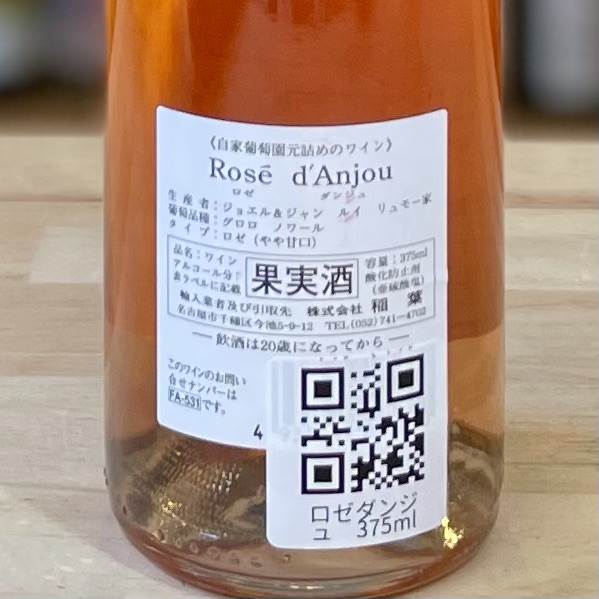 〈自家葡萄園元詰めのワイン〉
Rosé d'Anjou
ロゼ ダンジュ
生産者：ジョエル＆ジャン ルイ リュモー家
葡萄品種：グロロ ノワール
タイプ：ロゼ（やや甘口）
品名：ワイン
アルコール分：
表ラベルに記載
果実酒
容量：375ml
酸化防止剤
（亜硫酸塩）
輸入業者及び引取先 株式会社 稲葉
名古屋市千種区今池5-9-12 TEL(052)741-4702
飲酒は20歳になってから
このワインのお問い
合せナンバーは
FA-531です。
4
ロゼダンジ
ュ 375ml